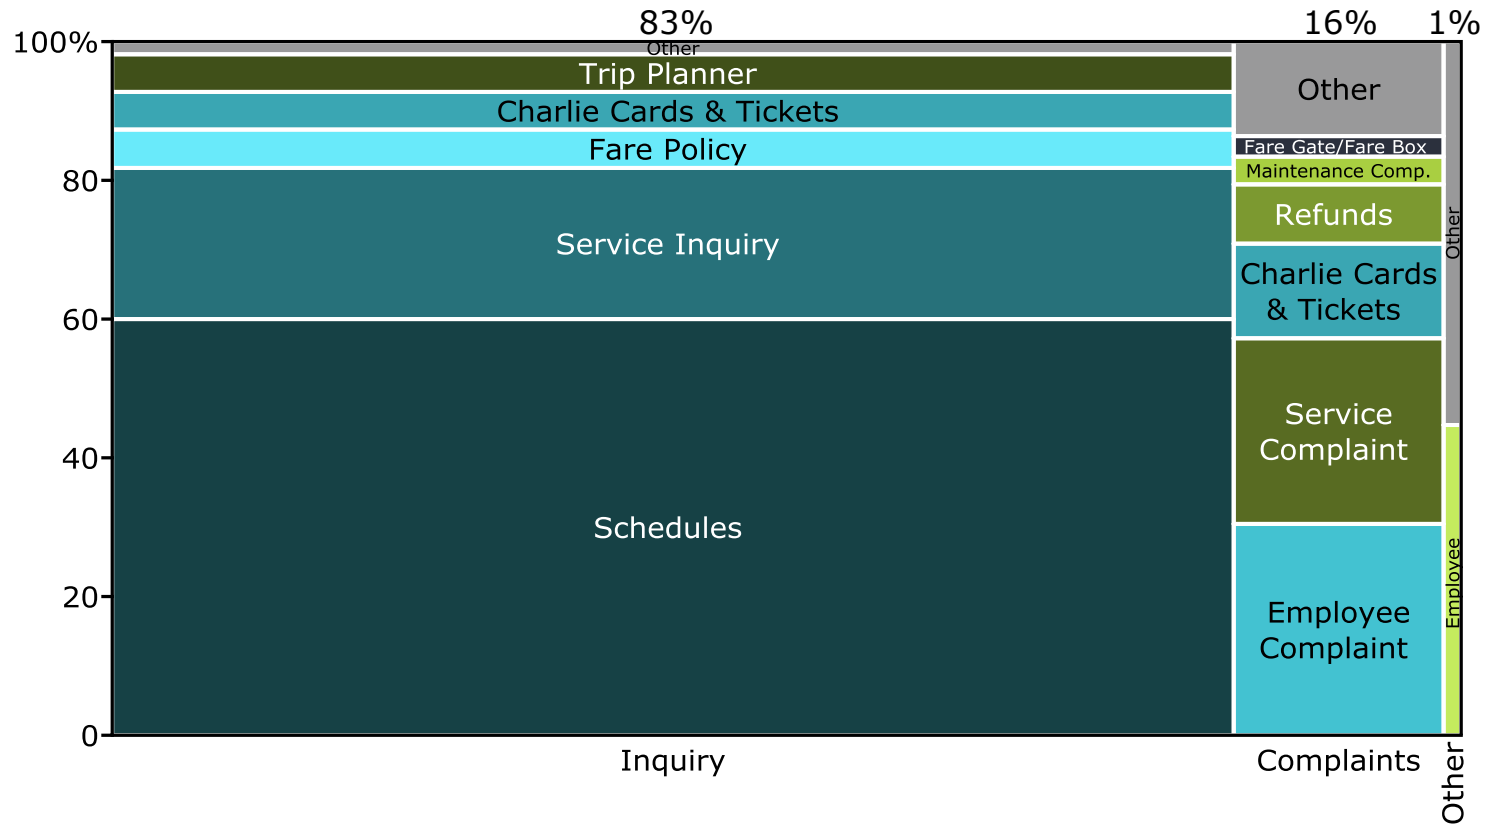 83%
16%
1%
100%
80
60
40
20
0
Other
Trip Planner
Charlie Cards & Tickets
Fare Policy
Service Inquiry
Schedules
Other
Fare Gate/Fare Box
Maintenance Comp.
Refunds
Charlie Cards
& Tickets
Service
Complaint
Employee
Complaint
Other
Employee
Inquiry
Complaints
Other